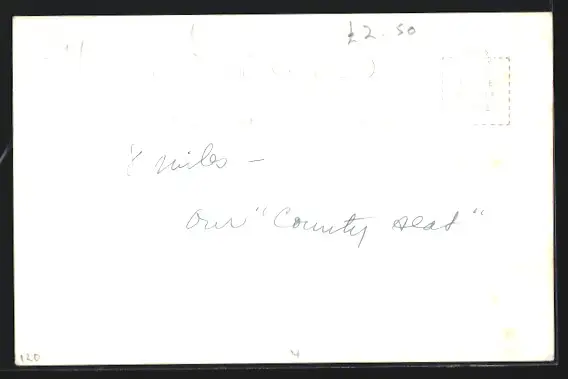 £2.50
8 miles —
Our "County seat"
120